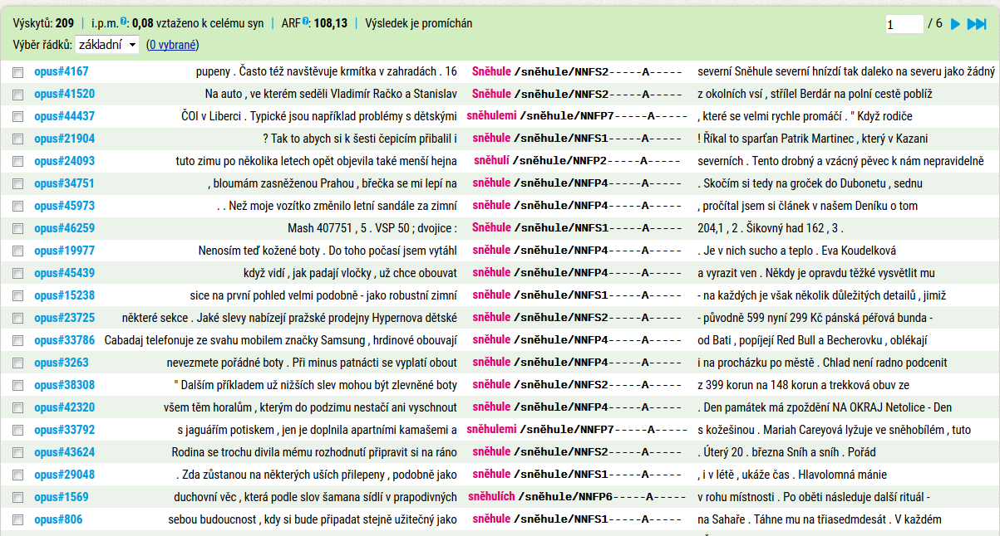 Výskytů: 209 | i.p.m.?: 0,08 vztaženo k celému syn | ARF?: 108,13 | Výsledek je promíchán 1 / 6
Výběr řádků: základní (0 vybrané)
opus#4167 pupeny . Často též navštěvuje krmítka v zahradách . 16 Sněhule /sněhule/NNFS2-----A----- severní Sněhule severní hnízdí tak daleko na severu jako žádný
opus#41520 Na auto , ve kterém seděli Vladimír Račko a Stanislav Sněhule /sněhule/NNFS2-----A----- z okolních vsí , střílel Berdár na polní cestě poblíž
opus#44437 ČOI v Liberci . Typické jsou například problémy s dětskými sněhulemi /sněhule/NNFP7-----A----- , které se velmi rychle promáčí . " Když rodiče
opus#21904 ? Tak to abych si k šesti čepicím přibalil i sněhule /sněhule/NNFS1-----A----- ! Říkal to sparťan Patrik Martinec , který v Kazani
opus#24093 tuto zimu po několika letech opět objevila také menší hejna sněhulí /sněhule/NNFP2-----A----- severních . Tento drobný a vzácný pěvec k nám nepravidelně
opus#34751 , bloumám zasněženou Prahou , břečka se mi lepí na sněhule /sněhule/NNFP4-----A----- . Skočím si tedy na groček do Dubonetu , sednu
opus#45973 . . Než moje vozítko změnilo letní sandále za zimní sněhule /sněhule/NNFP4-----A----- , pročítal jsem si článek v našem Deníku o tom
opus#46259 Mash 407751 , 5 . VSP 50 ; dvojice : Sněhule /sněhule/NNFS1-----A----- 204,1 , 2 . Šikovný had 162 , 3 .
opus#19977 Nenosím teď kožené boty . Do toho počasí jsem vytáhl sněhule /sněhule/NNFP4-----A----- . Je v nich sucho a teplo . Eva Koudelková
opus#45439 když vidí , jak padají vločky , už chce obouvat sněhule /sněhule/NNFP4-----A----- a vyrazit ven . Někdy je opravdu těžké vysvětlit mu
opus#15238 sice na první pohled velmi podobně - jako robustní zimní sněhule /sněhule/NNFS1-----A----- - na každých je však několik důležitých detailů , jimiž
opus#23725 některé sekce . Jaké slevy nabízejí pražské prodejny Hypernova dětské sněhule /sněhule/NNFS2-----A----- - původně 599 nyní 299 Kč pánská péřová bunda -
opus#33786 Cabadaj telefonuje ze svahu mobilem značky Samsung , hrdinové obouvají sněhule /sněhule/NNFP4-----A----- od Bati , popíjejí Red Bull a Becherovku , oblékají
opus#3263 nevezmete pořádné boty . Při minus patnácti se vyplatí obout sněhule /sněhule/NNFP4-----A----- i na procházku po městě . Chlad není radno podcenit
opus#38308 " Dalším příkladem už nižších slev mohou být zlevněné boty sněhule /sněhule/NNFS2-----A----- z 399 korun na 148 korun a trekková obuv ze
opus#42320 všem těm horalům , kterým do podzimu nestačí ani vyschnout sněhule /sněhule/NNFP4-----A----- . Den památek má zpoždění NA OKRAJ Netolice - Den
opus#33792 s jaguářím potiskem , jen je doplnila apartními kamašemi a sněhulemi /sněhule/NNFP7-----A----- s kožešinou . Mariah Careyová lyžuje ve sněhobílém , tuto
opus#43624 Rodina se trochu divila mému rozhodnutí připravit si na ráno sněhule /sněhule/NNFS2-----A----- . Úterý 20 . března Sníh a sníh . Pořád
opus#29048 . Zda zůstanou na některých uších přilepeny , podobně jako sněhule /sněhule/NNFS1-----A----- , i v létě , ukáže čas . Hlavolomná mánie
opus#1569 duchovní věc , která podle slov šamana sídlí v prapodivných sněhulích /sněhule/NNFP6-----A----- v rohu místnosti . Po oběti následuje další rituál -
opus#806 sebou budoucnost , kdy si bude připadat stejně užitečný jako sněhule /sněhule/NNFS1-----A----- na Sahaře . Táhne mu na třiasedmdesát . V každém